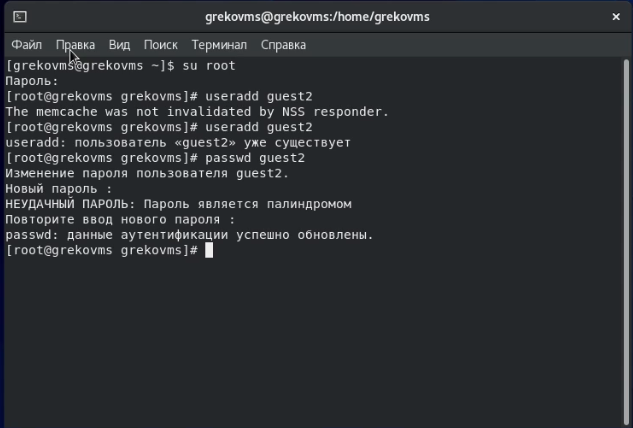 grekovms@grekovms:/home/grekovms
Файл Правка Вид Поиск Терминал Справка
[grekovms@grekovms ~]$ su root
Пароль:
[root@grekovms grekovms]# useradd guest2
The memcache was not invalidated by NSS responder.
[root@grekovms grekovms]# useradd guest2
useradd: пользователь «guest2» уже существует
[root@grekovms grekovms]# passwd guest2
Изменение пароля пользователя guest2.
Новый пароль :
НЕУДАЧНЫЙ ПАРОЛЬ: Пароль является палиндромом
Повторите ввод нового пароля :
passwd: данные аутентификации успешно обновлены.
[root@grekovms grekovms]#